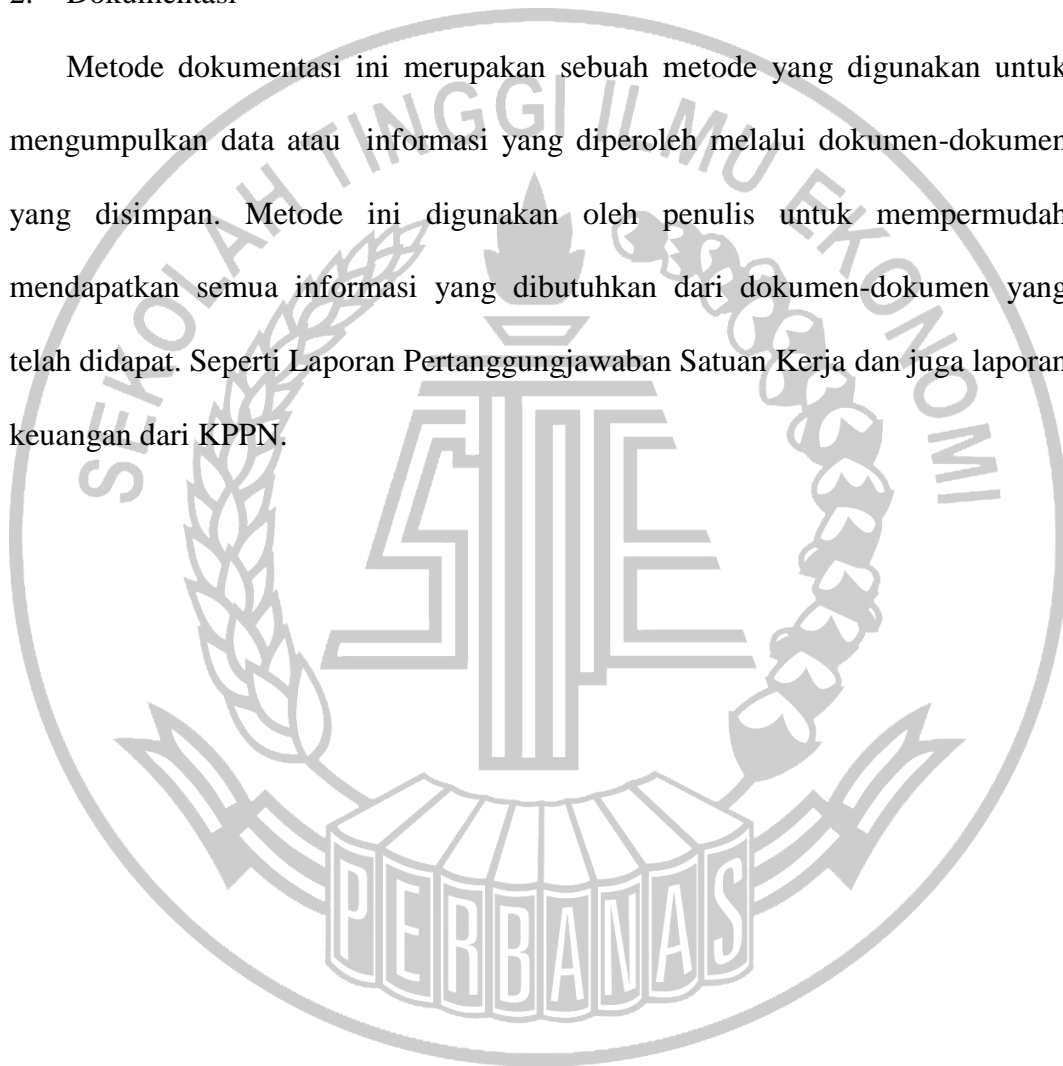 2. Dokumentasi
Metode dokumentasi ini merupakan sebuah metode yang digunakan untuk
mengumpulkan data atau informasi yang diperoleh melalui dokumen-dokumen
yang disimpan. Metode ini digunakan oleh penulis untuk mempermudah
mendapatkan semua informasi yang dibutuhkan dari dokumen-dokumen yang
telah didapat. Seperti Laporan Pertanggungjawaban Satuan Kerja dan juga laporan
keuangan dari KPPN.
SEKOLAH TINGGI ILMU EKONOMI
STIE
PERBANAS